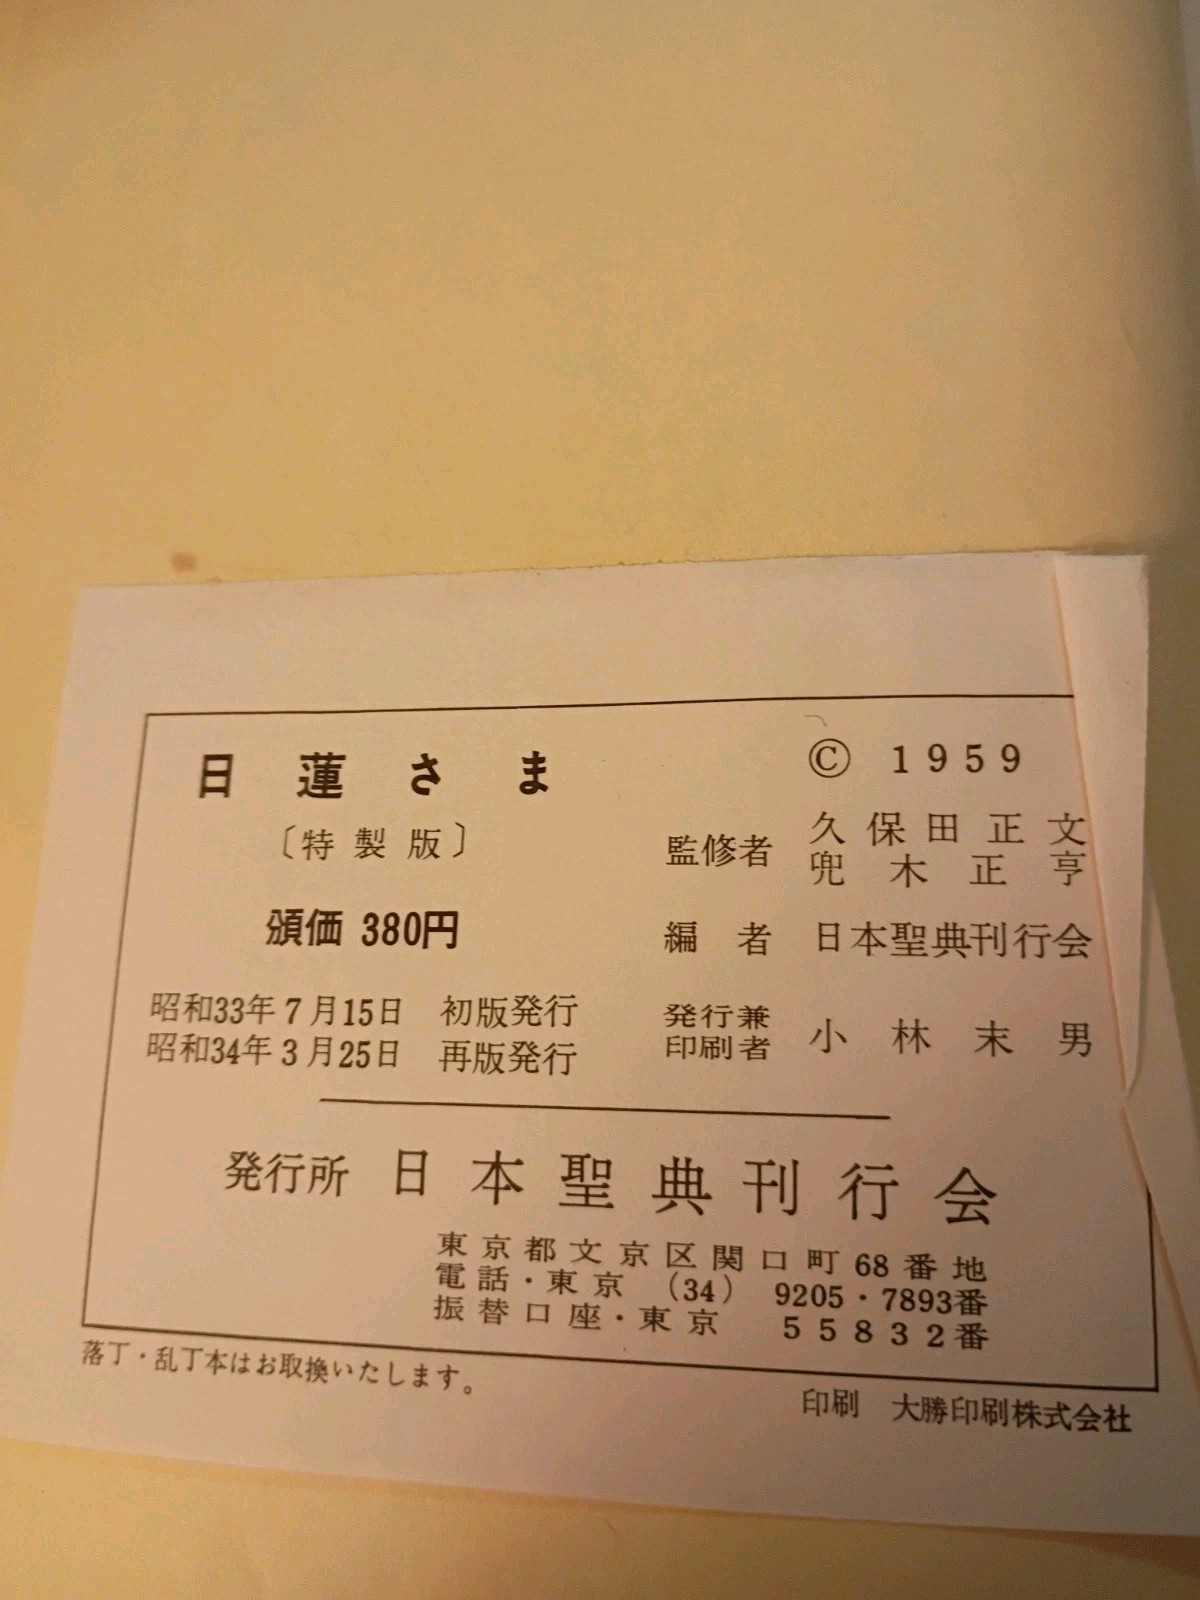 日蓮さま
〔特製版〕
頒価 380円
昭和33年7月15日 初版発行
昭和34年3月25日 再版発行
© 1959
監修者 久保田正文
兜木正亨
編者 日本聖典刊行会
発行兼
印刷者 小林末男
発行所 日本聖典刊行会
東京都文京区関口町68番地
電話・東京 (34) 9205・7893番
振替口座・東京 55832番
落丁・乱丁本はお取換いたします。
印刷 大勝印刷株式会社